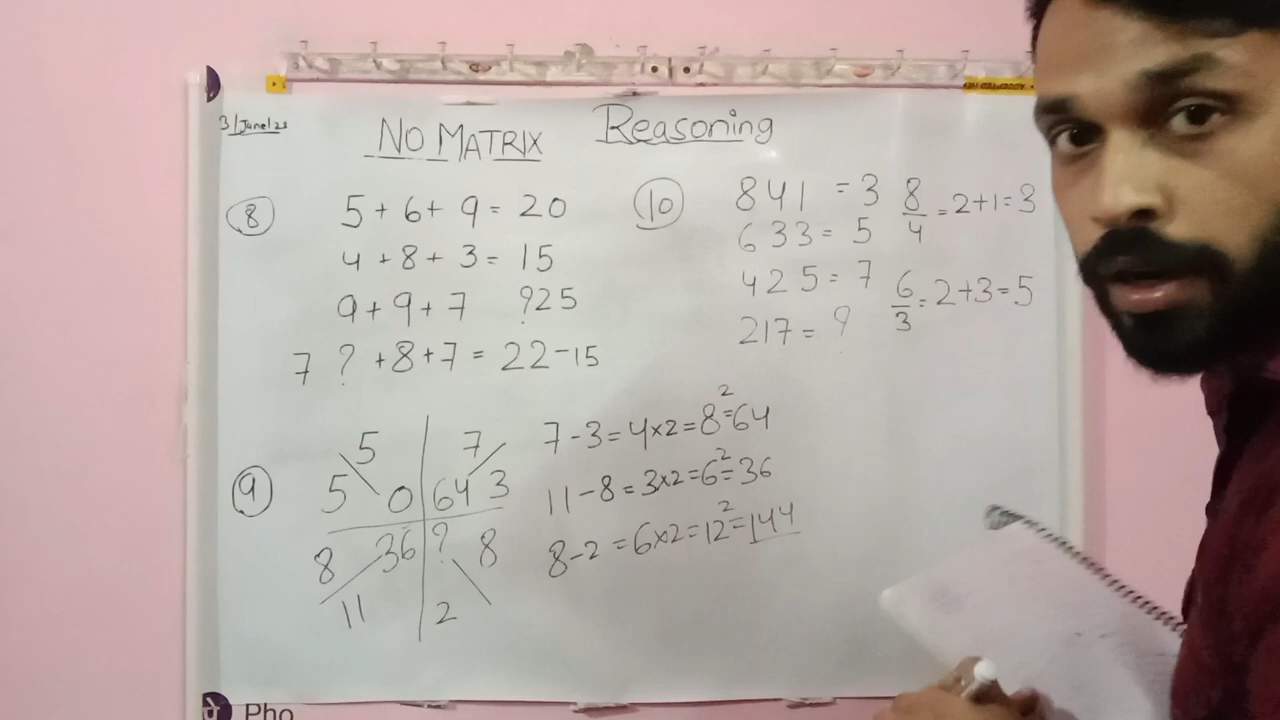 3/June/23
NO MATRIX Reasoning
8
5 + 6 + 9 = 20
4 + 8 + 3 = 15
9 + 9 + 7 ?25
7 ? + 8 + 7 = 22 - 15
10
841 = 3
633 = 5
425 = 7
217 = ?
8/4 = 2 + 1 = 3
6/3 = 2 + 3 = 5
9
5 7
5 0 64 3
8 36 ? 8
11 2
7 - 3 = 4 × 2 = 8² = 64
11 - 8 = 3 × 2 = 6² = 36
8 - 2 = 6 × 2 = 12² = 144
पे Pho